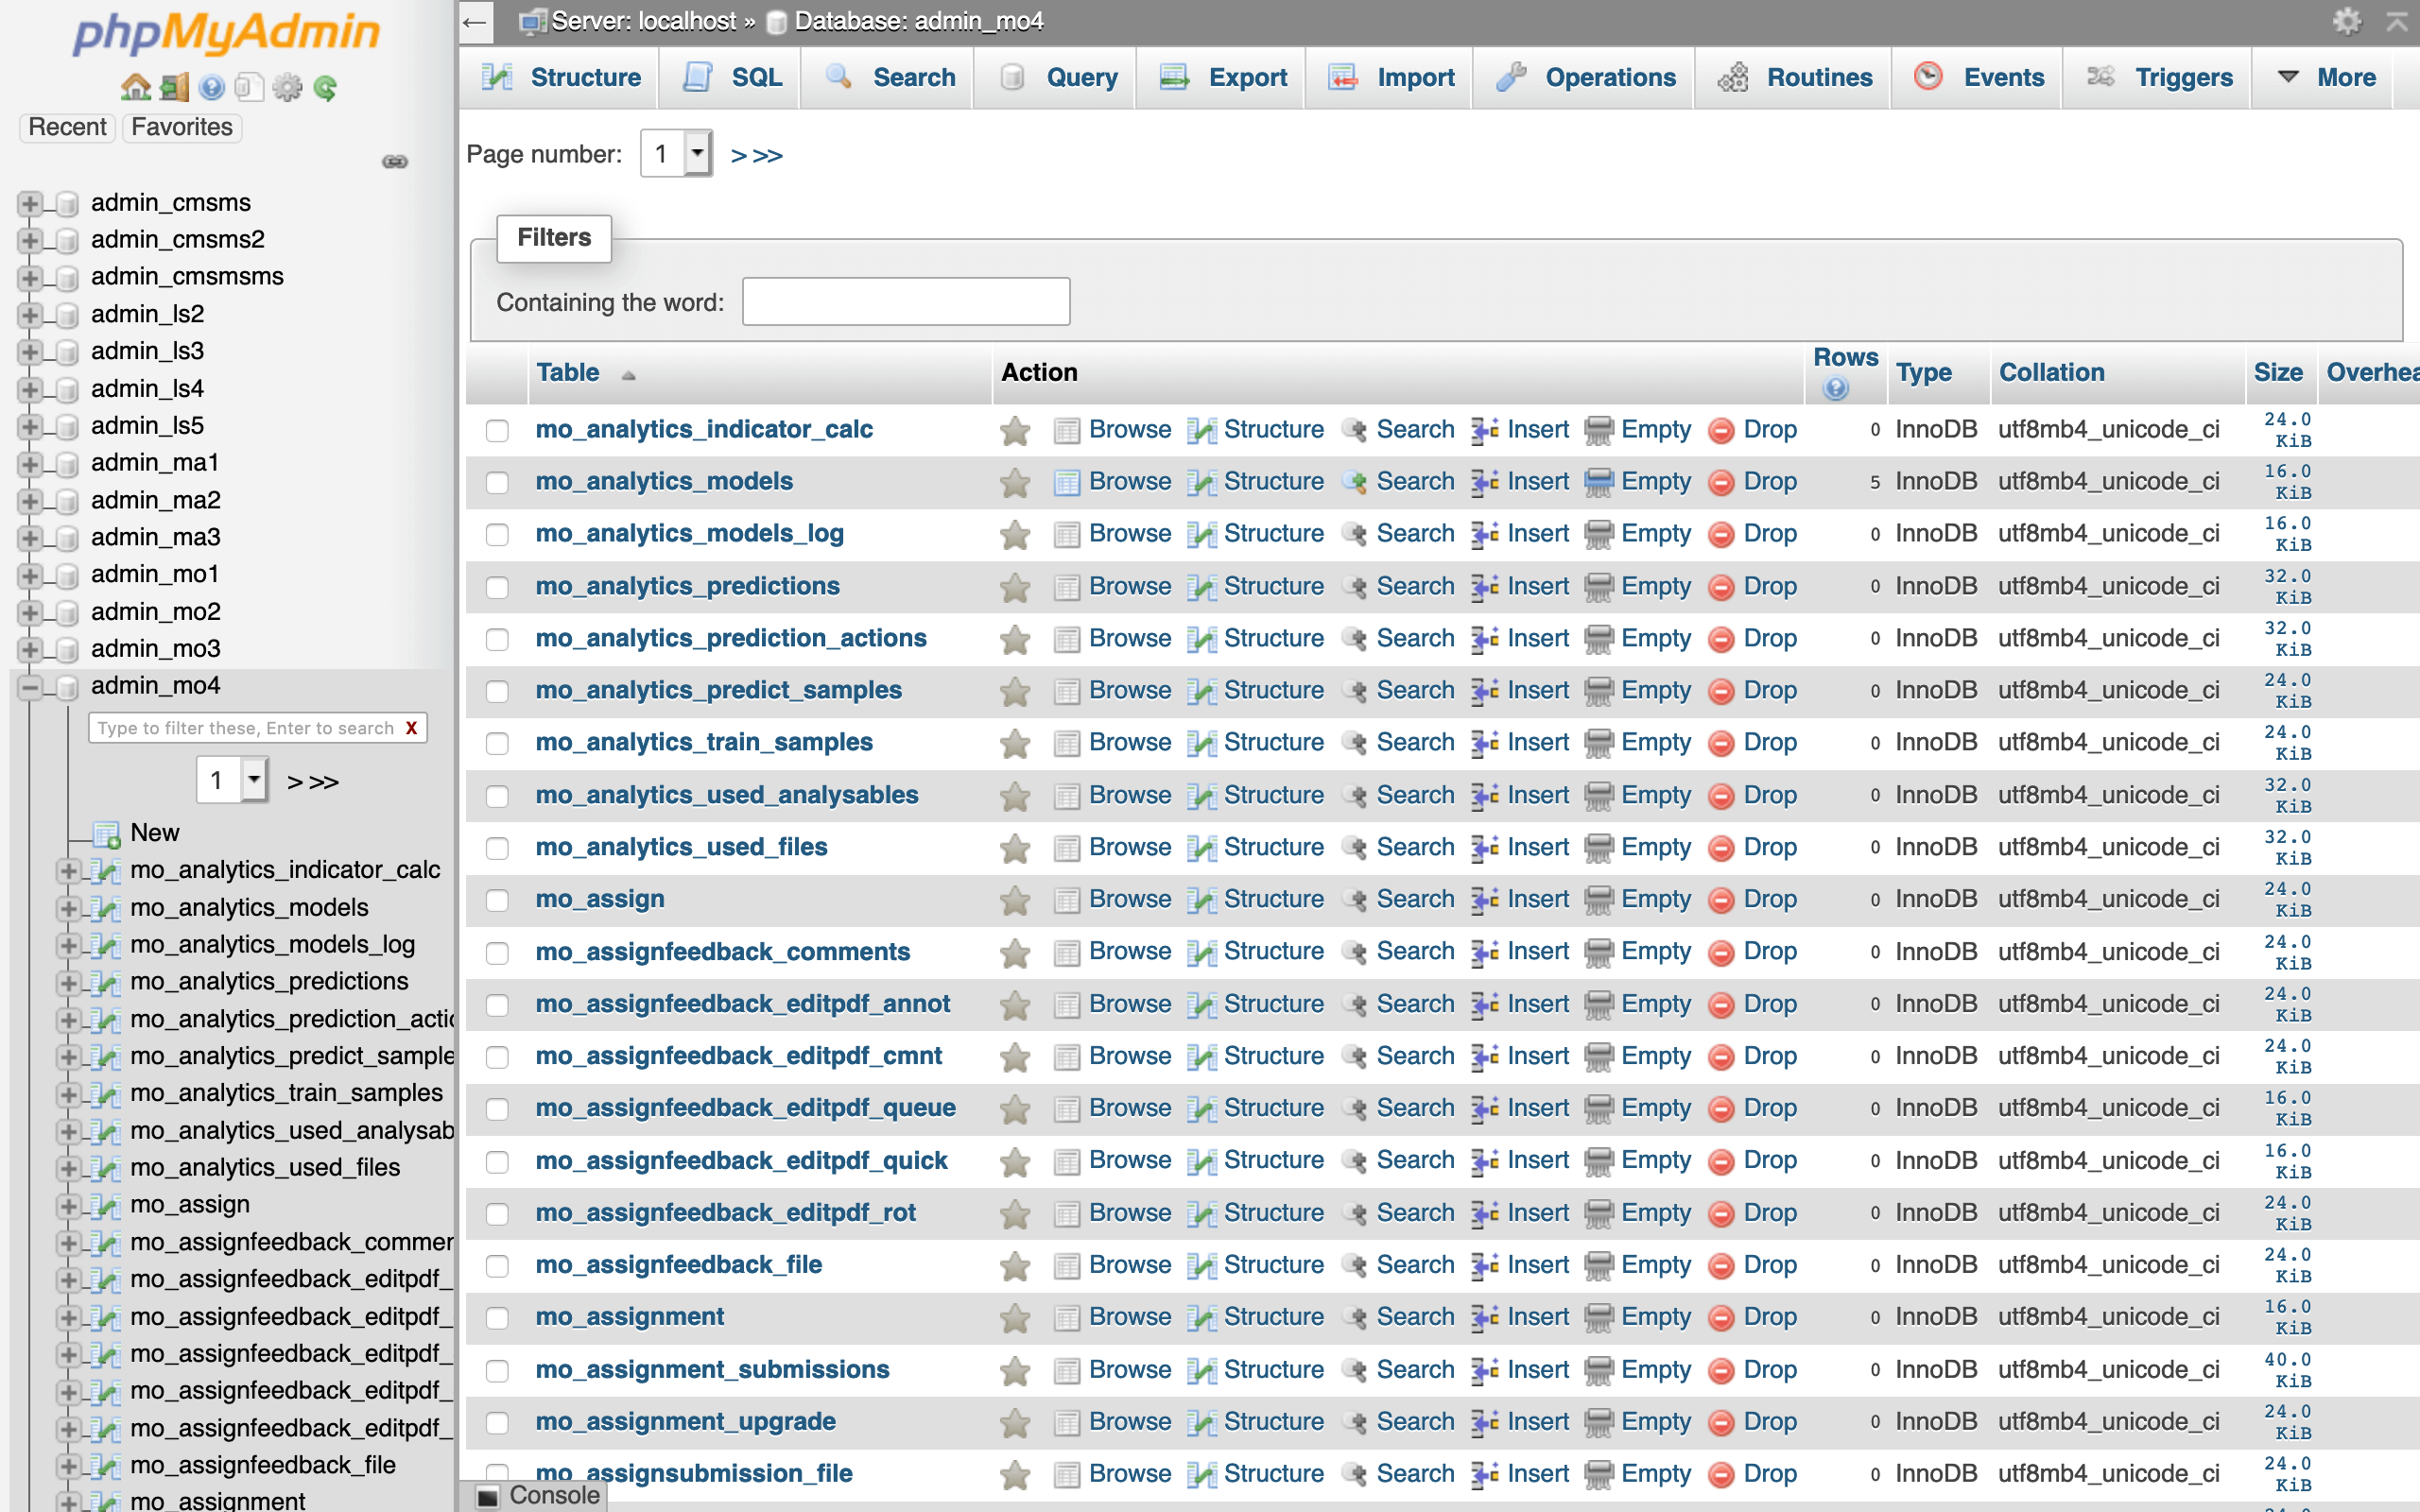 phpMyAdmin
Recent Favorites
admin_cmsms
admin_cmsms2
admin_cmsmsms
admin_ls2
admin_ls3
admin_ls4
admin_ls5
admin_ma1
admin_ma2
admin_ma3
admin_mo1
admin_mo2
admin_mo3
admin_mo4
Type to filter these, Enter to search X
1 > >>
New
mo_analytics_indicator_calc
mo_analytics_models
mo_analytics_models_log
mo_analytics_predictions
mo_analytics_prediction_actic
mo_analytics_predict_sample
mo_analytics_train_samples
mo_analytics_used_analysab
mo_analytics_used_files
mo_assign
mo_assignfeedback_commer
mo_assignfeedback_editpdf_
mo_assignfeedback_editpdf_
mo_assignfeedback_editpdf_
mo_assignfeedback_editpdf_
mo_assignfeedback_editpdf_
mo_assignfeedback_file
mo_assignment
← Server: localhost » Database: admin_mo4
Structure SQL Search Query Export Import Operations Routines Events Triggers More
Page number: 1 > >>
Filters
Containing the word:
Table Action Rows Type Collation Size Overhea
mo_analytics_indicator_calc Browse Structure Search Insert Empty Drop 0 InnoDB utf8mb4_unicode_ci 24.0 KiB
mo_analytics_models Browse Structure Search Insert Empty Drop 5 InnoDB utf8mb4_unicode_ci 16.0 KiB
mo_analytics_models_log Browse Structure Search Insert Empty Drop 0 InnoDB utf8mb4_unicode_ci 16.0 KiB
mo_analytics_predictions Browse Structure Search Insert Empty Drop 0 InnoDB utf8mb4_unicode_ci 32.0 KiB
mo_analytics_prediction_actions Browse Structure Search Insert Empty Drop 0 InnoDB utf8mb4_unicode_ci 32.0 KiB
mo_analytics_predict_samples Browse Structure Search Insert Empty Drop 0 InnoDB utf8mb4_unicode_ci 24.0 KiB
mo_analytics_train_samples Browse Structure Search Insert Empty Drop 0 InnoDB utf8mb4_unicode_ci 24.0 KiB
mo_analytics_used_analysables Browse Structure Search Insert Empty Drop 0 InnoDB utf8mb4_unicode_ci 32.0 KiB
mo_analytics_used_files Browse Structure Search Insert Empty Drop 0 InnoDB utf8mb4_unicode_ci 32.0 KiB
mo_assign Browse Structure Search Insert Empty Drop 0 InnoDB utf8mb4_unicode_ci 24.0 KiB
mo_assignfeedback_comments Browse Structure Search Insert Empty Drop 0 InnoDB utf8mb4_unicode_ci 24.0 KiB
mo_assignfeedback_editpdf_annot Browse Structure Search Insert Empty Drop 0 InnoDB utf8mb4_unicode_ci 24.0 KiB
mo_assignfeedback_editpdf_cmnt Browse Structure Search Insert Empty Drop 0 InnoDB utf8mb4_unicode_ci 24.0 KiB
mo_assignfeedback_editpdf_queue Browse Structure Search Insert Empty Drop 0 InnoDB utf8mb4_unicode_ci 16.0 KiB
mo_assignfeedback_editpdf_quick Browse Structure Search Insert Empty Drop 0 InnoDB utf8mb4_unicode_ci 16.0 KiB
mo_assignfeedback_editpdf_rot Browse Structure Search Insert Empty Drop 0 InnoDB utf8mb4_unicode_ci 24.0 KiB
mo_assignfeedback_file Browse Structure Search Insert Empty Drop 0 InnoDB utf8mb4_unicode_ci 24.0 KiB
mo_assignment Browse Structure Search Insert Empty Drop 0 InnoDB utf8mb4_unicode_ci 16.0 KiB
mo_assignment_submissions Browse Structure Search Insert Empty Drop 0 InnoDB utf8mb4_unicode_ci 40.0 KiB
mo_assignment_upgrade Browse Structure Search Insert Empty Drop 0 InnoDB utf8mb4_unicode_ci 24.0 KiB
mo_assignsubmission_file Browse Structure Search Insert Empty Drop 0 InnoDB utf8mb4_unicode_ci 24.0 KiB
Console